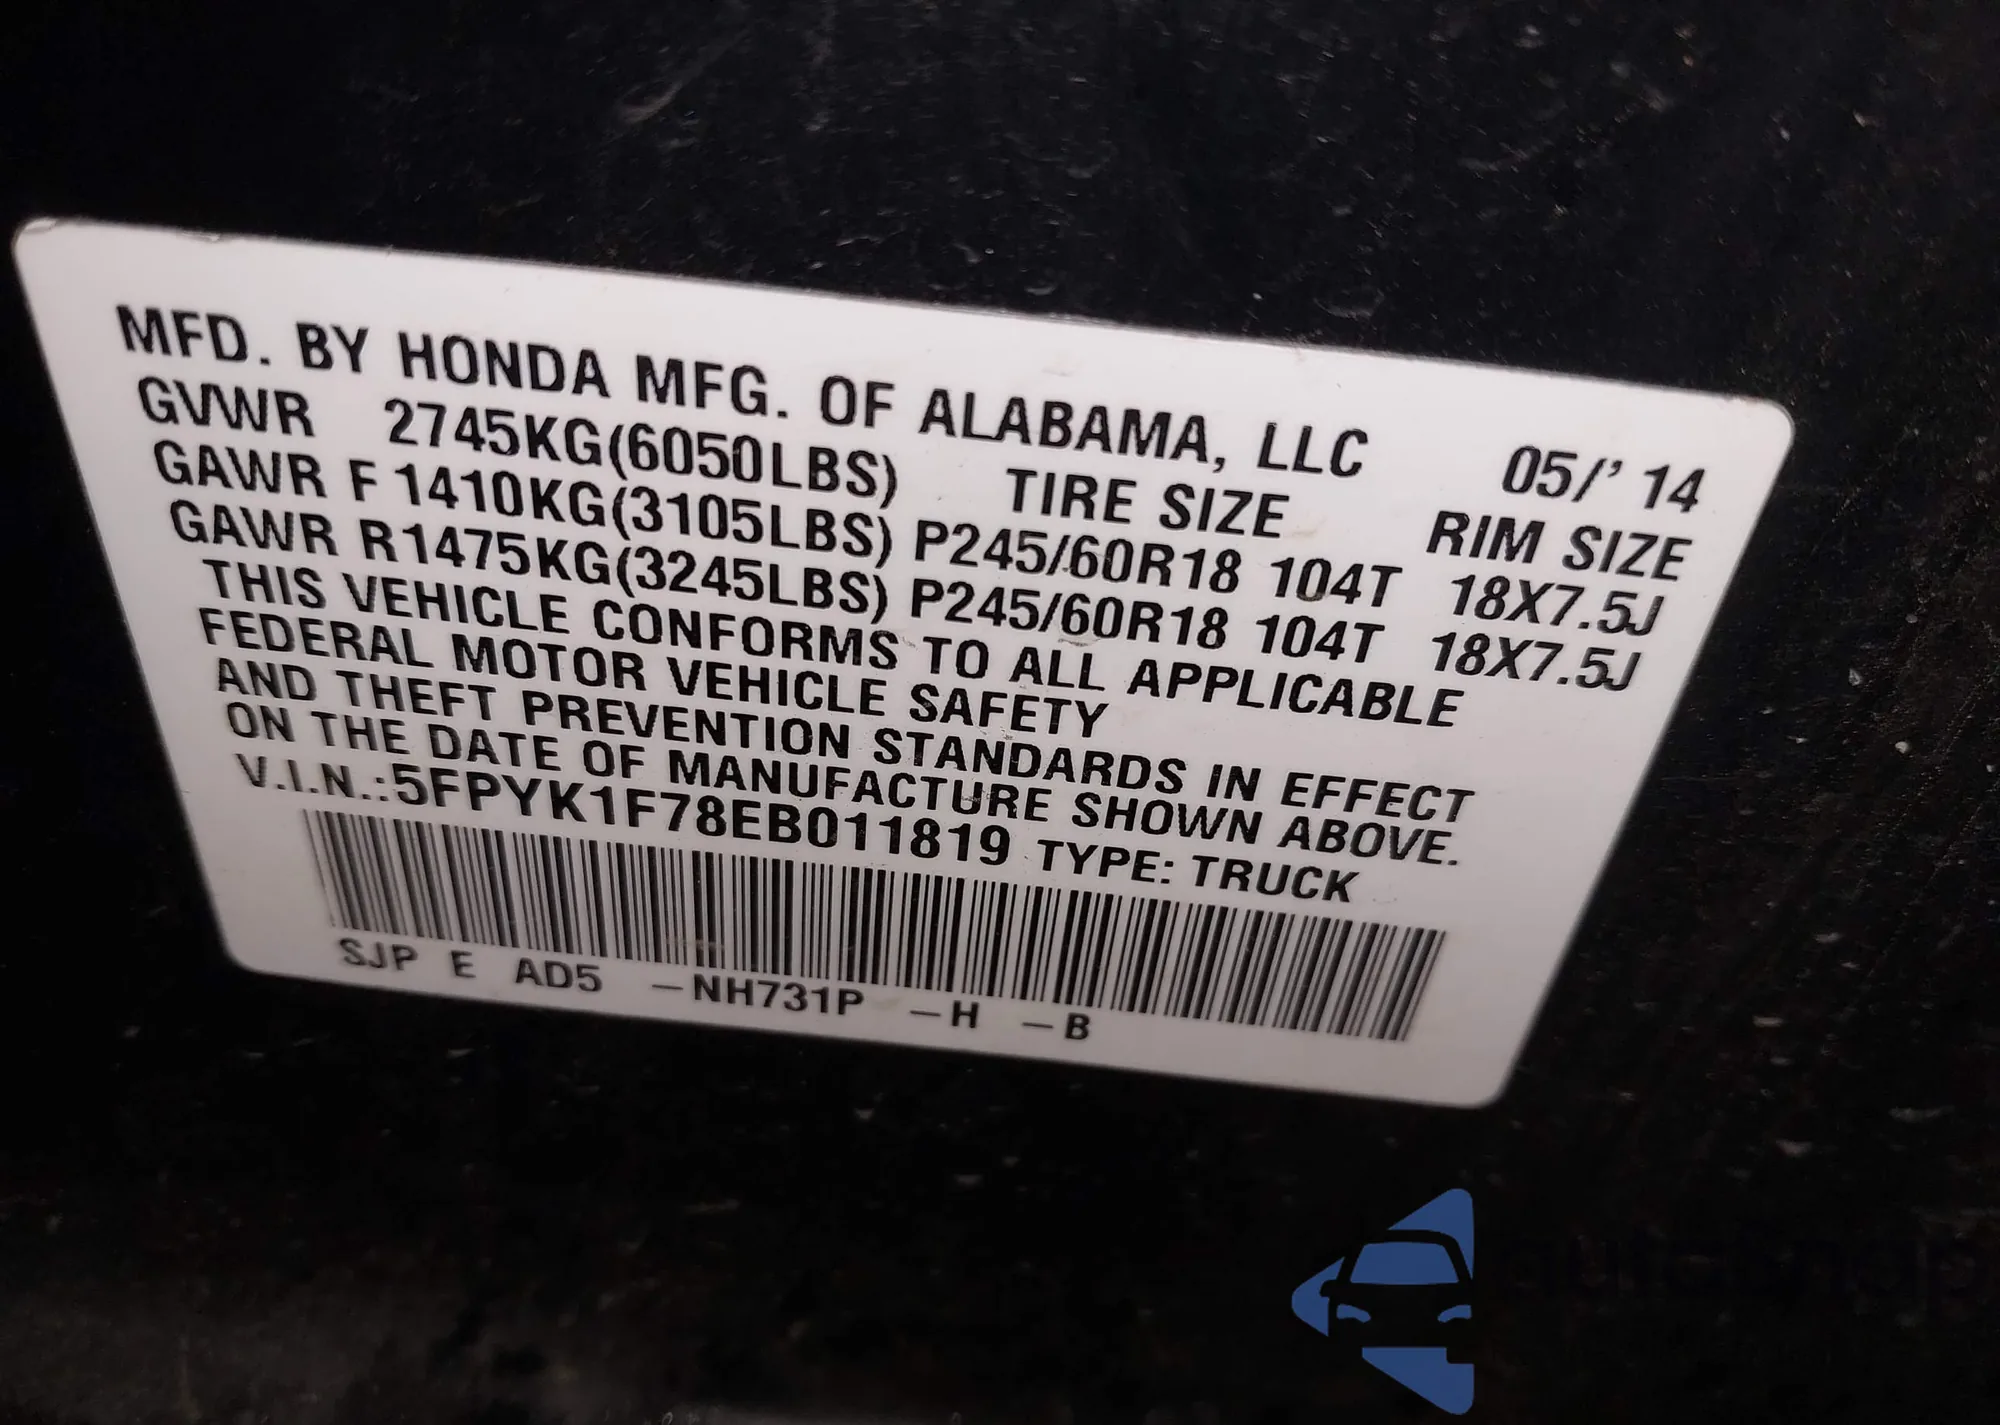 MFD. BY HONDA MFG. OF ALABAMA, LLC 05/'14
GVWR 2745KG(6050LBS) TIRE SIZE RIM SIZE
GAWR F 1410KG(3105LBS) P245/60R18 104T 18X7.5J
GAWR R 1475KG(3245LBS) P245/60R18 104T 18X7.5J
THIS VEHICLE CONFORMS TO ALL APPLICABLE
FEDERAL MOTOR VEHICLE SAFETY
AND THEFT PREVENTION STANDARDS IN EFFECT
ON THE DATE OF MANUFACTURE SHOWN ABOVE.
V.I.N.:5FPYK1F78EB011819 TYPE: TRUCK
SJP E AD5 -NH731P -H -B